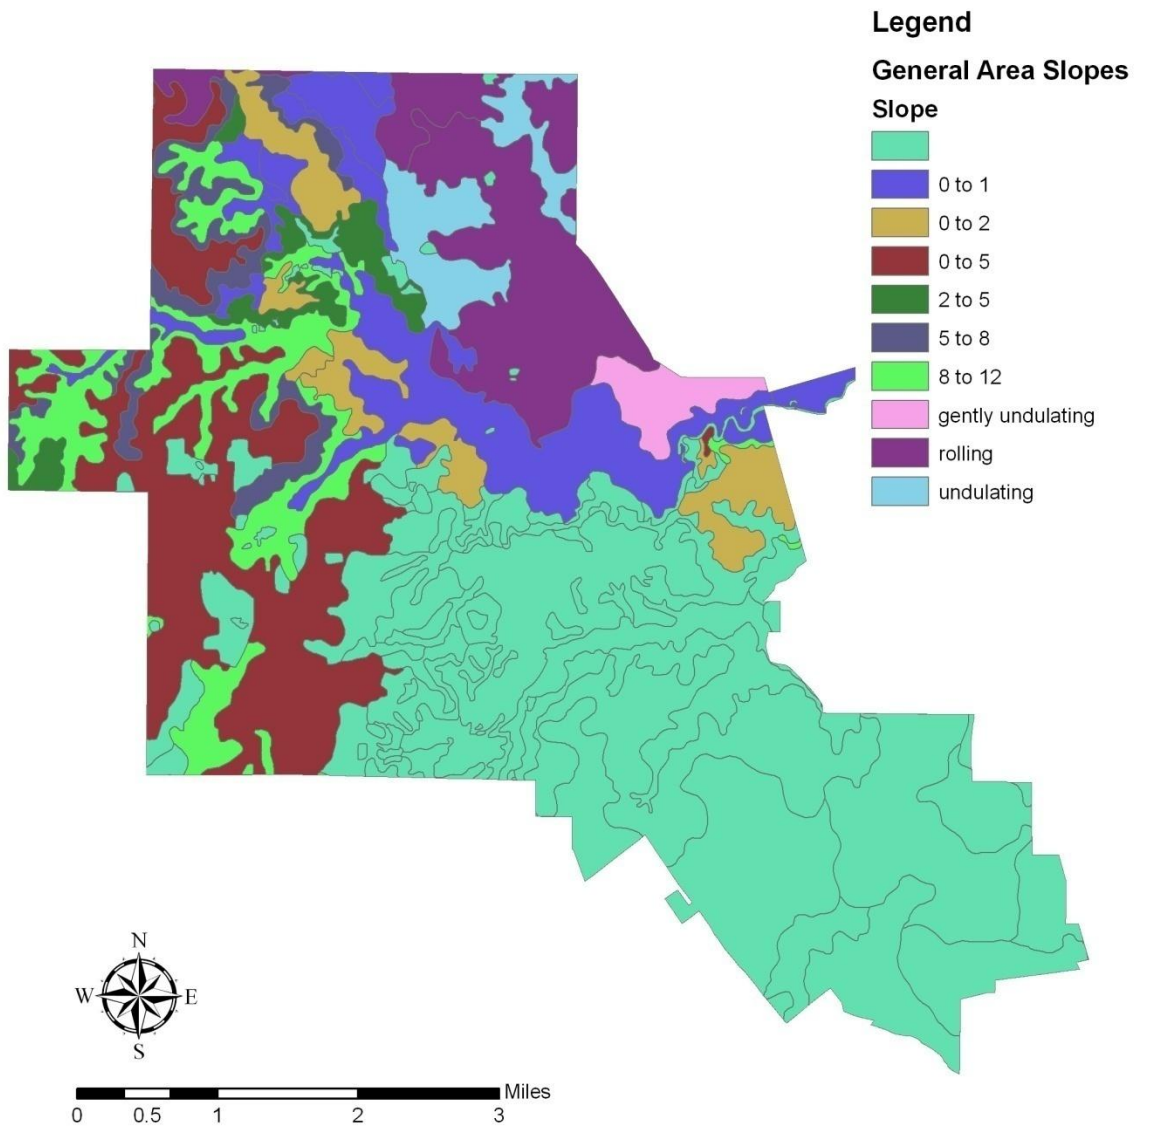 Legend
General Area Slopes
Slope
0 to 1
0 to 2
0 to 5
2 to 5
5 to 8
8 to 12
gently undulating
rolling
undulating
N
W E
S
Miles
0 0.5 1 2 3